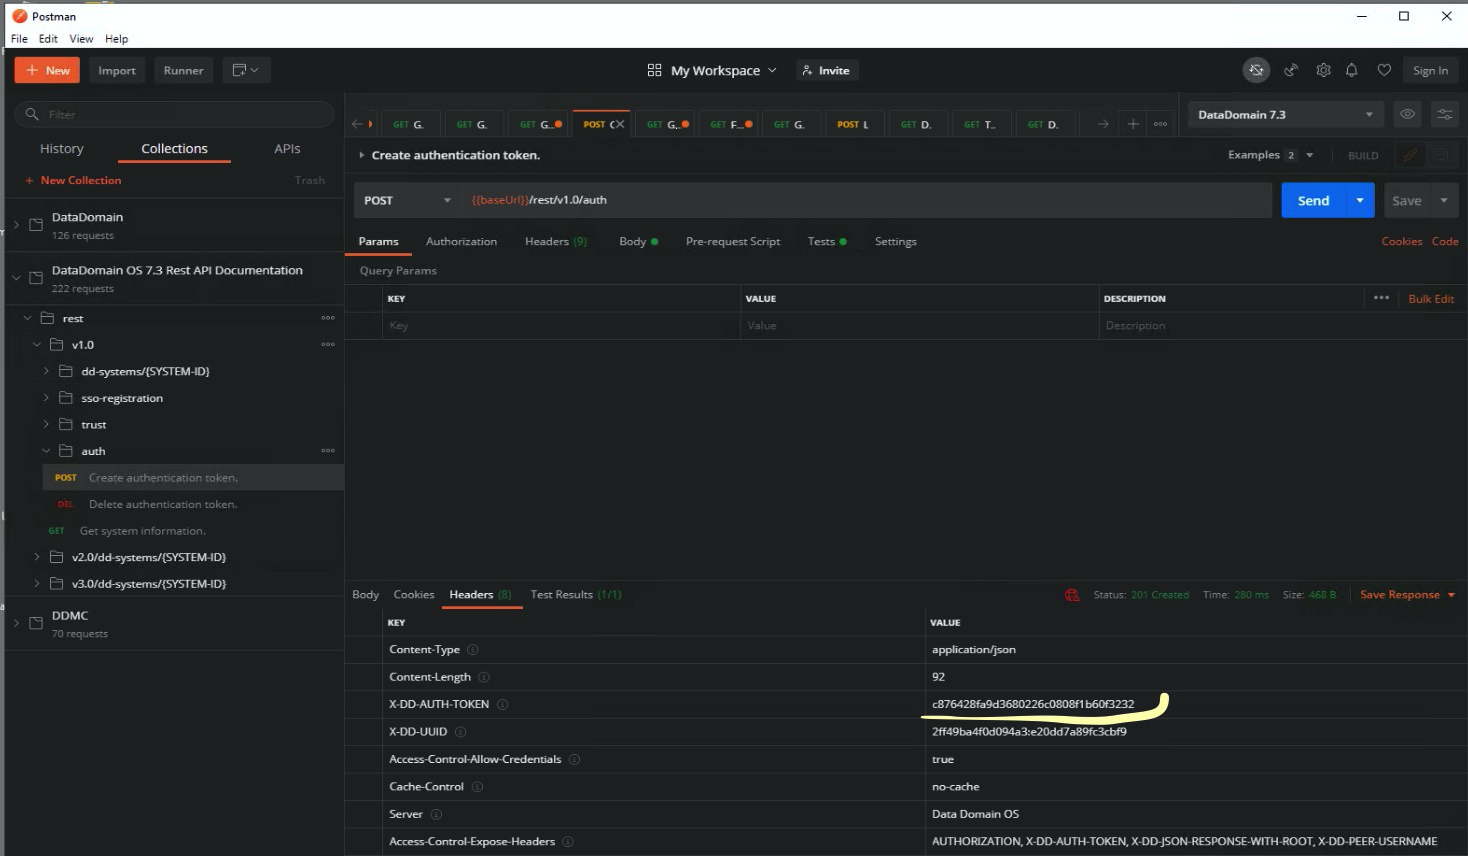 Postman
File Edit View Help
+ New Import Runner
My Workspace Invite
Sign In
Filter
History Collections APIs
+ New Collection Trash
DataDomain
126 requests
DataDomain OS 7.3 Rest API Documentation
222 requests
rest
v1.0
dd-systems/{SYSTEM-ID}
sso-registration
trust
auth
POST Create authentication token.
DEL Delete authentication token.
GET Get system information.
v2.0/dd-systems/{SYSTEM-ID}
v3.0/dd-systems/{SYSTEM-ID}
DDMC
70 requests
GET G. GET G. GET G... POST GET G... GET F... GET G. POST L GET D. GET T... GET D.
DataDomain 7.3
Create authentication token.
Examples 2 BUILD
POST {{baseUrl}}/rest/v1.0/auth Send Save
Params Authorization Headers (9) Body Pre-request Script Tests Settings Cookies Code
Query Params
KEY VALUE DESCRIPTION ••• Bulk Edit
Key Value Description
Body Cookies Headers (8) Test Results (1/1) Status: 201 Created Time: 280 ms Size: 468 B Save Response
KEY VALUE
Content-Type application/json
Content-Length 92
X-DD-AUTH-TOKEN c876428fa9d3680226c0808f1b60f3232
X-DD-UUID 2ff49ba4f0d094a3:e20dd7a89fc3cbf9
Access-Control-Allow-Credentials true
Cache-Control no-cache
Server Data Domain OS
Access-Control-Expose-Headers AUTHORIZATION, X-DD-AUTH-TOKEN, X-DD-JSON-RESPONSE-WITH-ROOT, X-DD-PEER-USERNAME